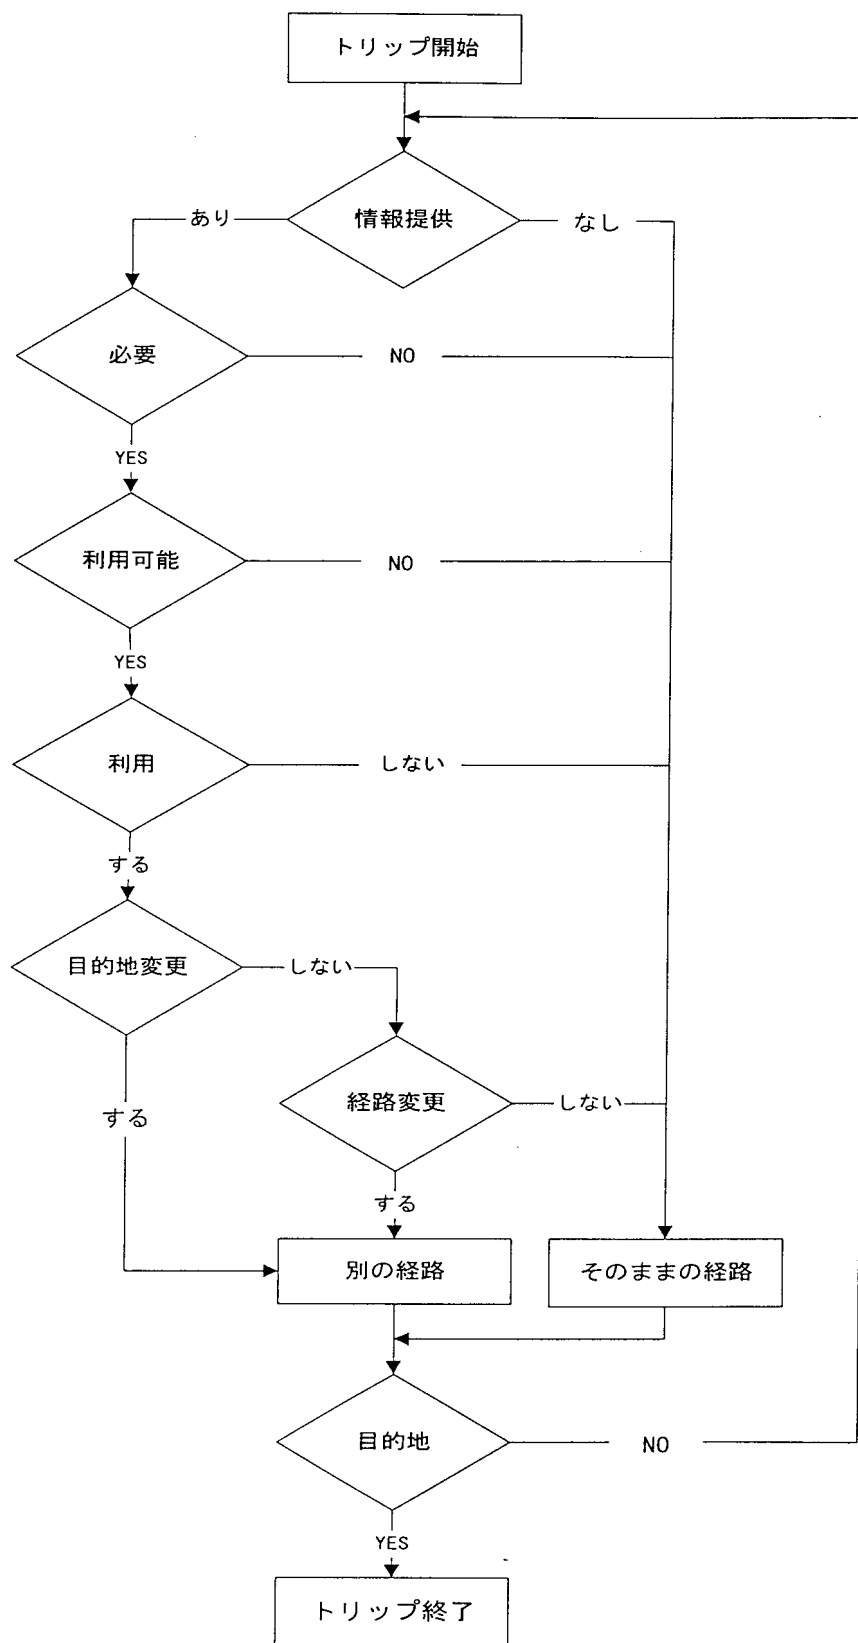 トリップ開始
情報提供
あり
なし
必要
NO
YES
利用可能
NO
YES
利用
しない
する
目的地変更
しない
経路変更
しない
する
する
別の経路
そのままの経路
目的地
NO
YES
トリップ終了